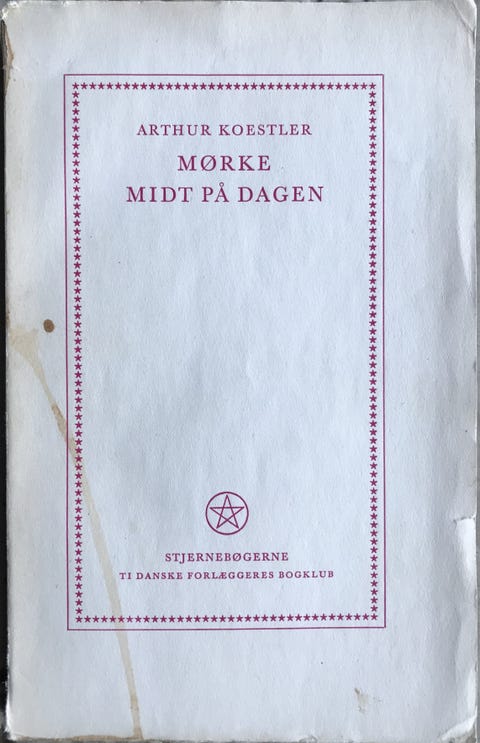 ARTHUR KOESTLER
MØRKE
MIDT PÅ DAGEN
STJERNEBØGERNE
TI DANSKE FORLÆGGERES BOGKLUB